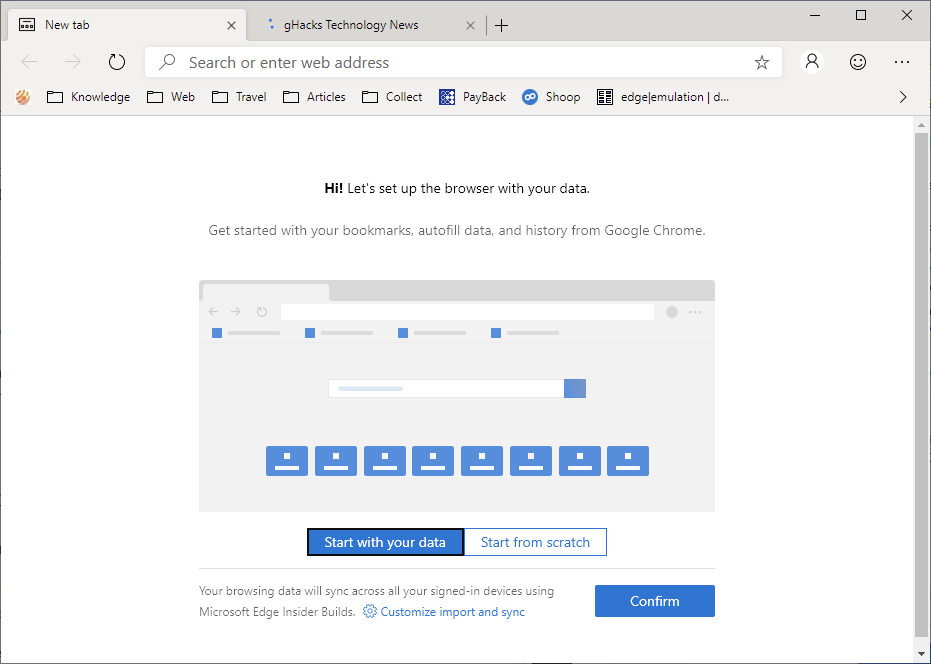 New tab
gHacks Technology News
Search or enter web address
Knowledge Web Travel Articles Collect PayBack Shoop edge|emulation | d...
Hi! Let's set up the browser with your data.
Get started with your bookmarks, autofill data, and history from Google Chrome.
Start with your data
Start from scratch
Your browsing data will sync across all your signed-in devices using
Microsoft Edge Insider Builds. Customize import and sync
Confirm